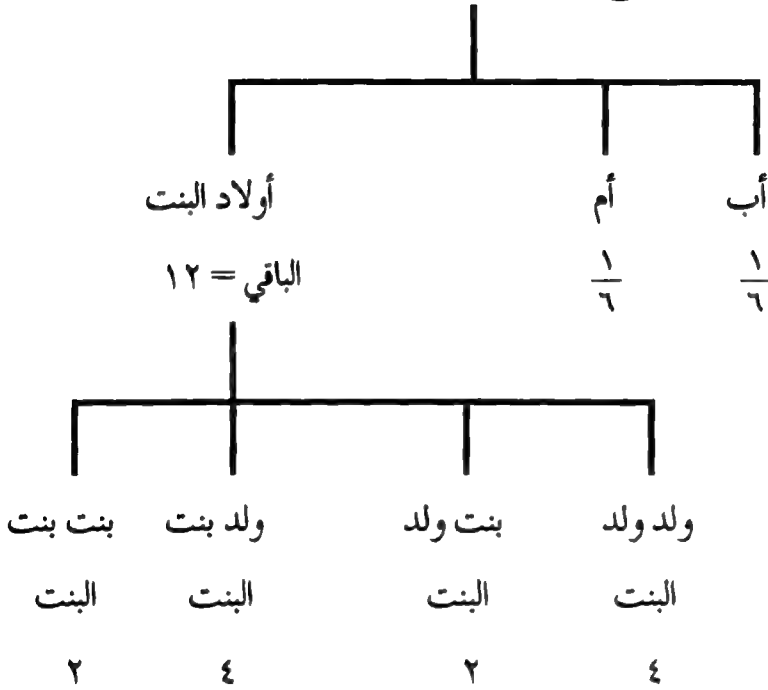 أب أم أولاد البنت
١/٦ ١/٦ الباقي = ١٢
ولد ولد بنت ولد ولد بنت بنت بنت
البنت البنت البنت البنت
٤ ٢ ٤ ٢